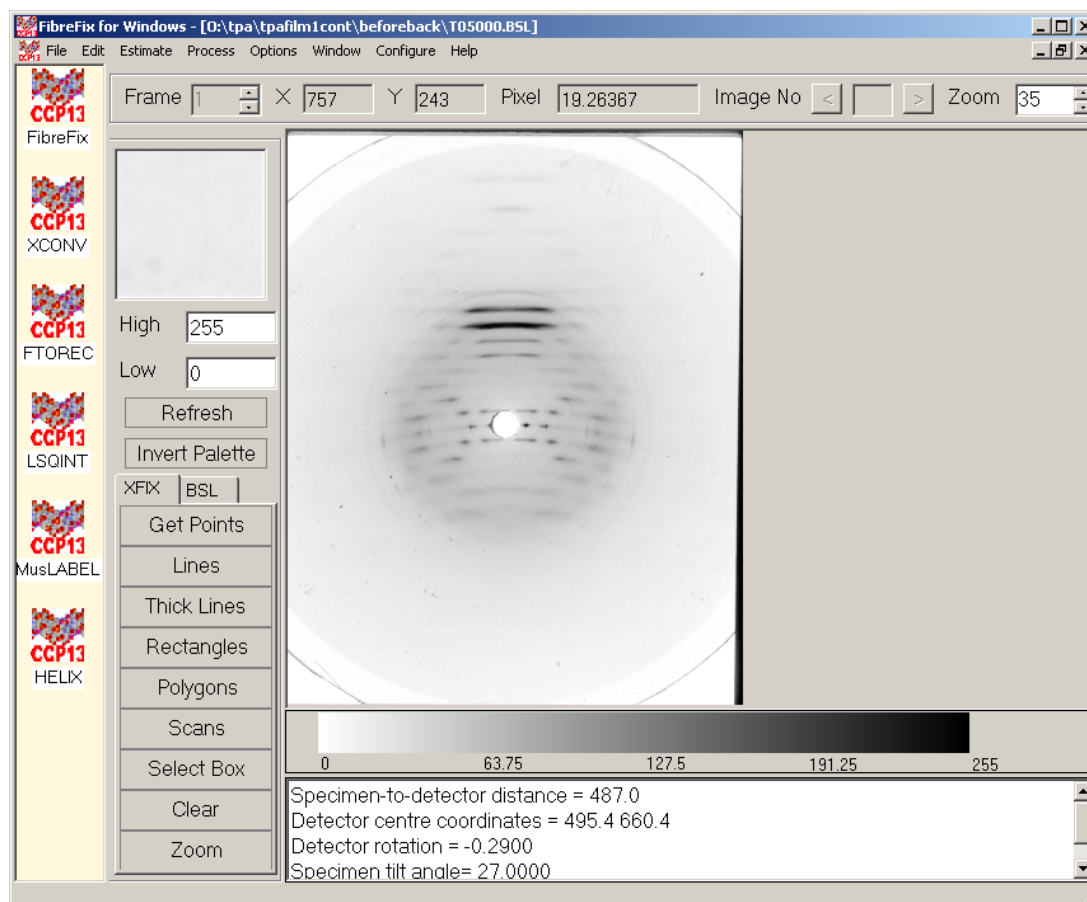 FibreFix for Windows - [O:\tpa\tpafilm1cont\beforeback\T05000.BSL]
File Edit Estimate Process Options Window Configure Help
CCP13
FibreFix
CCP13
XCONV
CCP13
FTOREC
CCP13
LSQINT
CCP13
MusLABEL
CCP13
HELIX
Frame 1 X 757 Y 243 Pixel 19.26367 Image No < > Zoom 35
High 255
Low 0
Refresh
Invert Palette
XFIX BSL
Get Points
Lines
Thick Lines
Rectangles
Polygons
Scans
Select Box
Clear
Zoom
0 63.75 127.5 191.25 255
Specimen-to-detector distance = 487.0
Detector centre coordinates = 495.4 660.4
Detector rotation = -0.2900
Specimen tilt angle= 27.0000